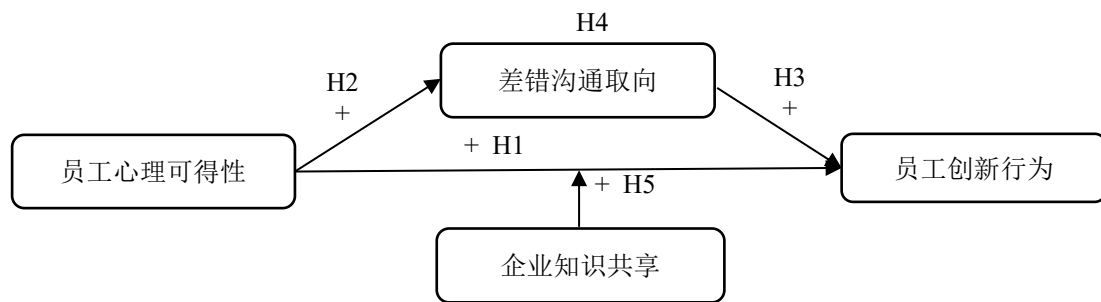 H4
差错沟通取向
H2
+
H3
+
员工心理可得性
+ H1
员工创新行为
+ H5
企业知识共享